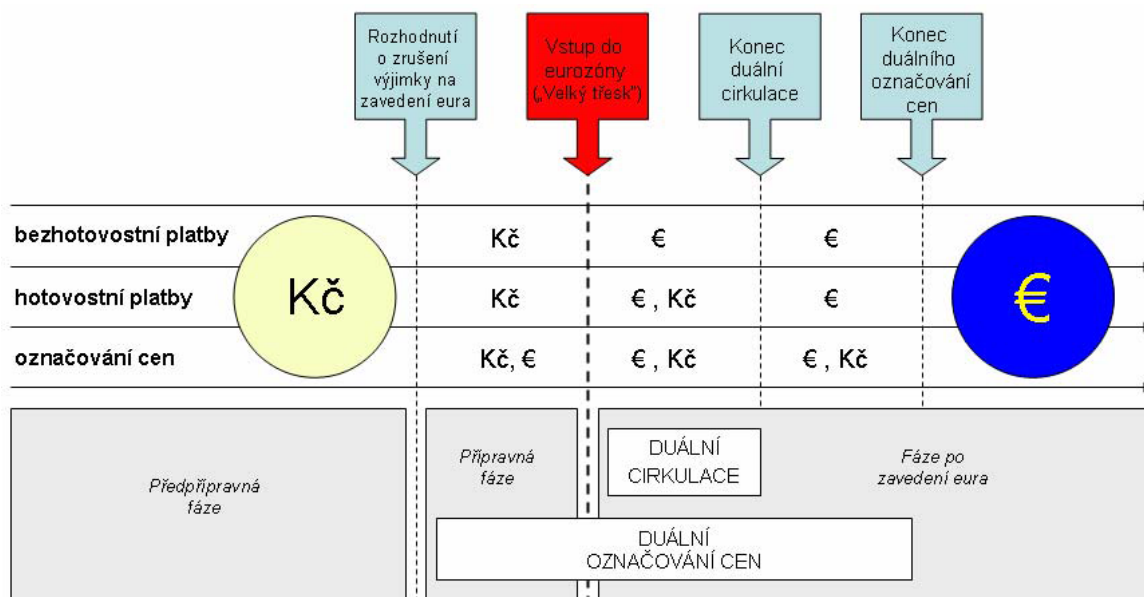 Rozhodnutí
o zrušení
výjimky na
zavedení eura
Vstup do
eurozóny
(„Velký třesk")
Konec
duální
cirkulace
Konec
duálního
označování
cen
bezhotovostní platby
Kč
€
€
hotovostní platby
Kč
€ , Kč
€
označování cen
Kč, €
€ , Kč
€ , Kč
Kč
€
Předpřípravná
fáze
Přípravná
fáze
DUÁLNÍ
CIRKULACE
Fáze po
zavedení eura
DUÁLNÍ
OZNAČOVÁNÍ CEN